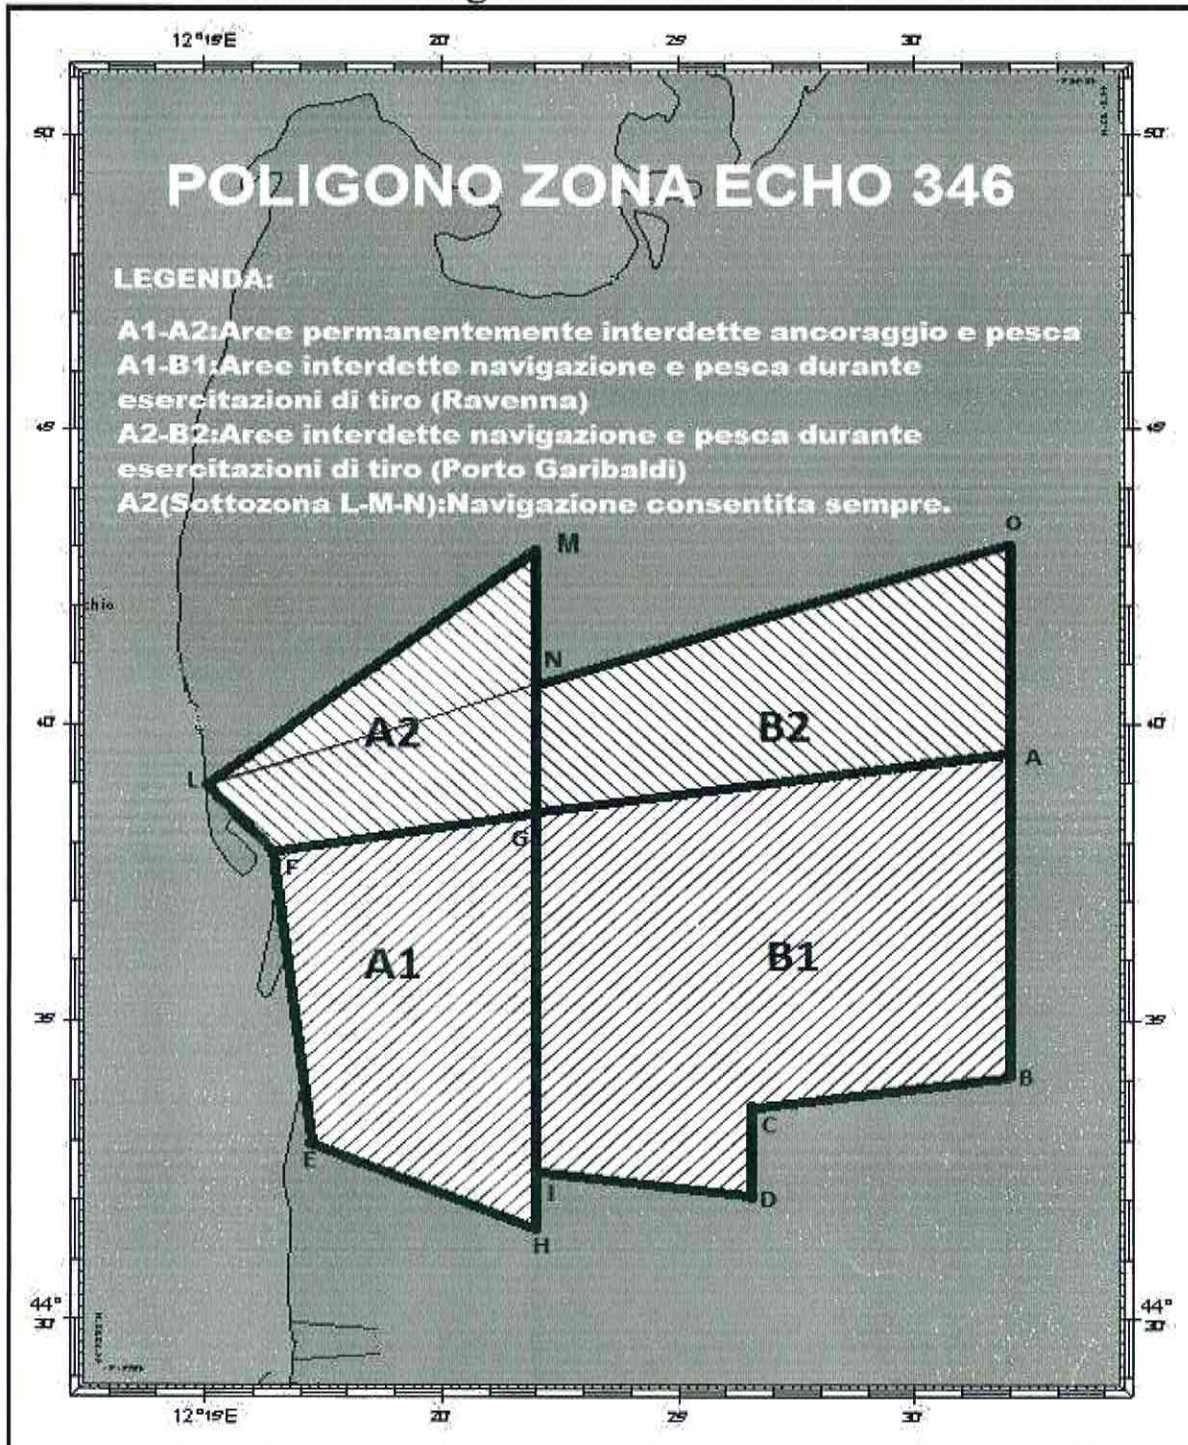 12°15'E 20' 25' 30'
50' 50'
POLIGONO ZONA ECHO 346
LEGENDA:
A1-A2:Aree permanentemente interdette ancoraggio e pesca
A1-B1:Aree interdette navigazione e pesca durante
esercitazioni di tiro (Ravenna)
45' 45'
A2-B2:Aree interdette navigazione e pesca durante
esercitazioni di tiro (Porto Garibaldi)
A2(Sottozona L-M-N):Navigazione consentita sempre.
O
M
chio
N
40' A2 B2 40'
A
L
G
F
A1 B1
35' 35'
B
C
E
I D
H
44° 44°
30' 30'
12°15'E 20' 25' 30'